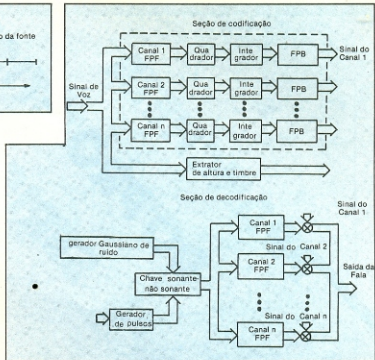 o da fonte
Seção de codificação
Sinal de Voz
Canal 1 FPF
Qua drador
Inte grador
FPB
Sinal do Canal 1
Canal 2 FPF
Qua drador
Inte grador
FPB
Canal n FPF
Qua drador
Inte grador
FPB
Extrator de altura e timbre
Seção de decodificação
gerador Gaussiano de ruído
Chave sonante não sonante
Gerador de pulsos
Canal 1 FPF
Sinal do Canal 1
Sinal do Canal 2
Canal 2 FPF
Saída da Fala
Sinal do Canal n
Canal n FPF